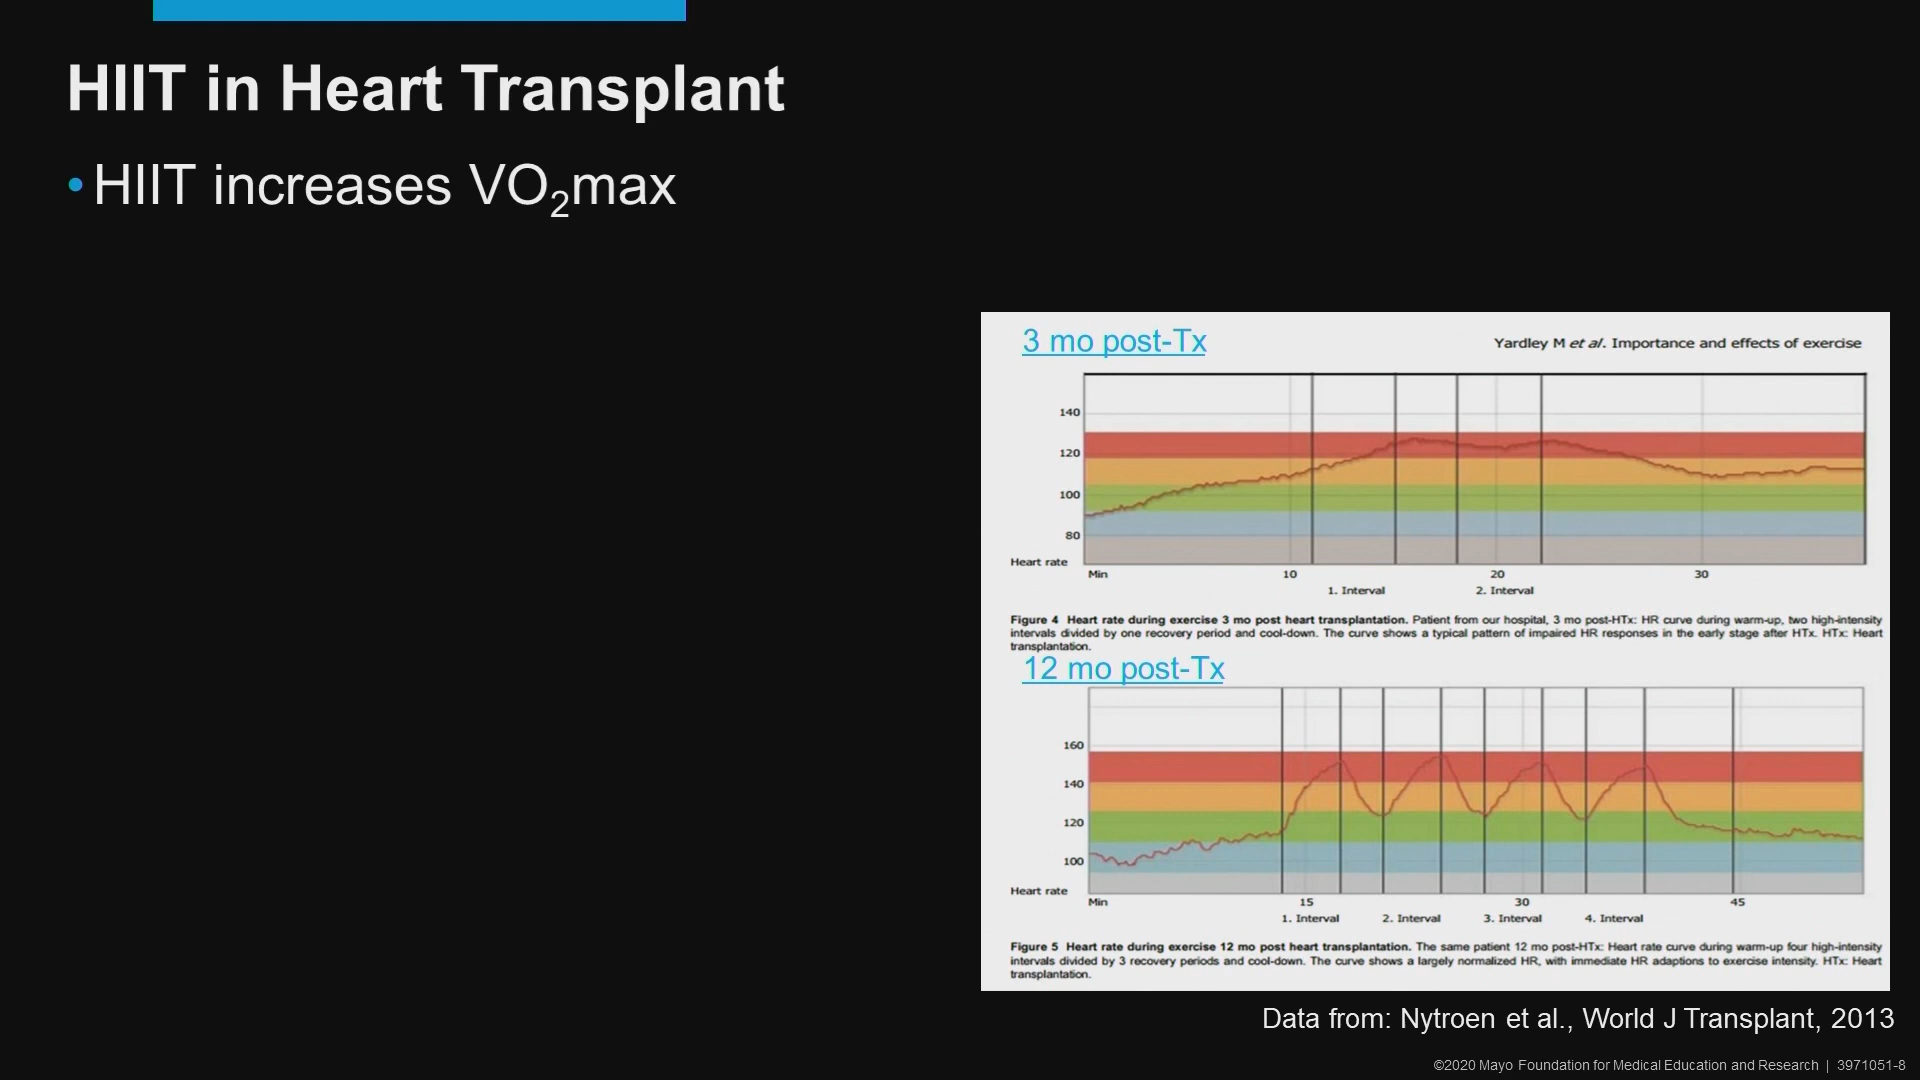 HIIT in Heart Transplant
• HIIT increases VO₂max
3 mo post-Tx
Yardley M et al. Importance and effects of exercise
140
120
100
80
Heart rate
Min 10 20 30
1. Interval 2. Interval
Figure 4 Heart rate during exercise 3 mo post heart transplantation. Patient from our hospital, 3 mo post-HTx: HR curve during warm-up, two high-intensity
intervals divided by one recovery period and cool-down. The curve shows a typical pattern of impaired HR responses in the early stage after HTx. HTx: Heart
transplantation.
12 mo post-Tx
160
140
120
100
Heart rate
Min 15 30 45
1. Interval 2. Interval 3. Interval 4. Interval
Figure 5 Heart rate during exercise 12 mo post heart transplantation. The same patient 12 mo post-HTx: Heart rate curve during warm-up four high-intensity
intervals divided by 3 recovery periods and cool-down. The curve shows a largely normalized HR, with immediate HR adaptions to exercise intensity. HTx: Heart
transplantation.
Data from: Nytroen et al., World J Transplant, 2013
©2020 Mayo Foundation for Medical Education and Research | 3971051-8